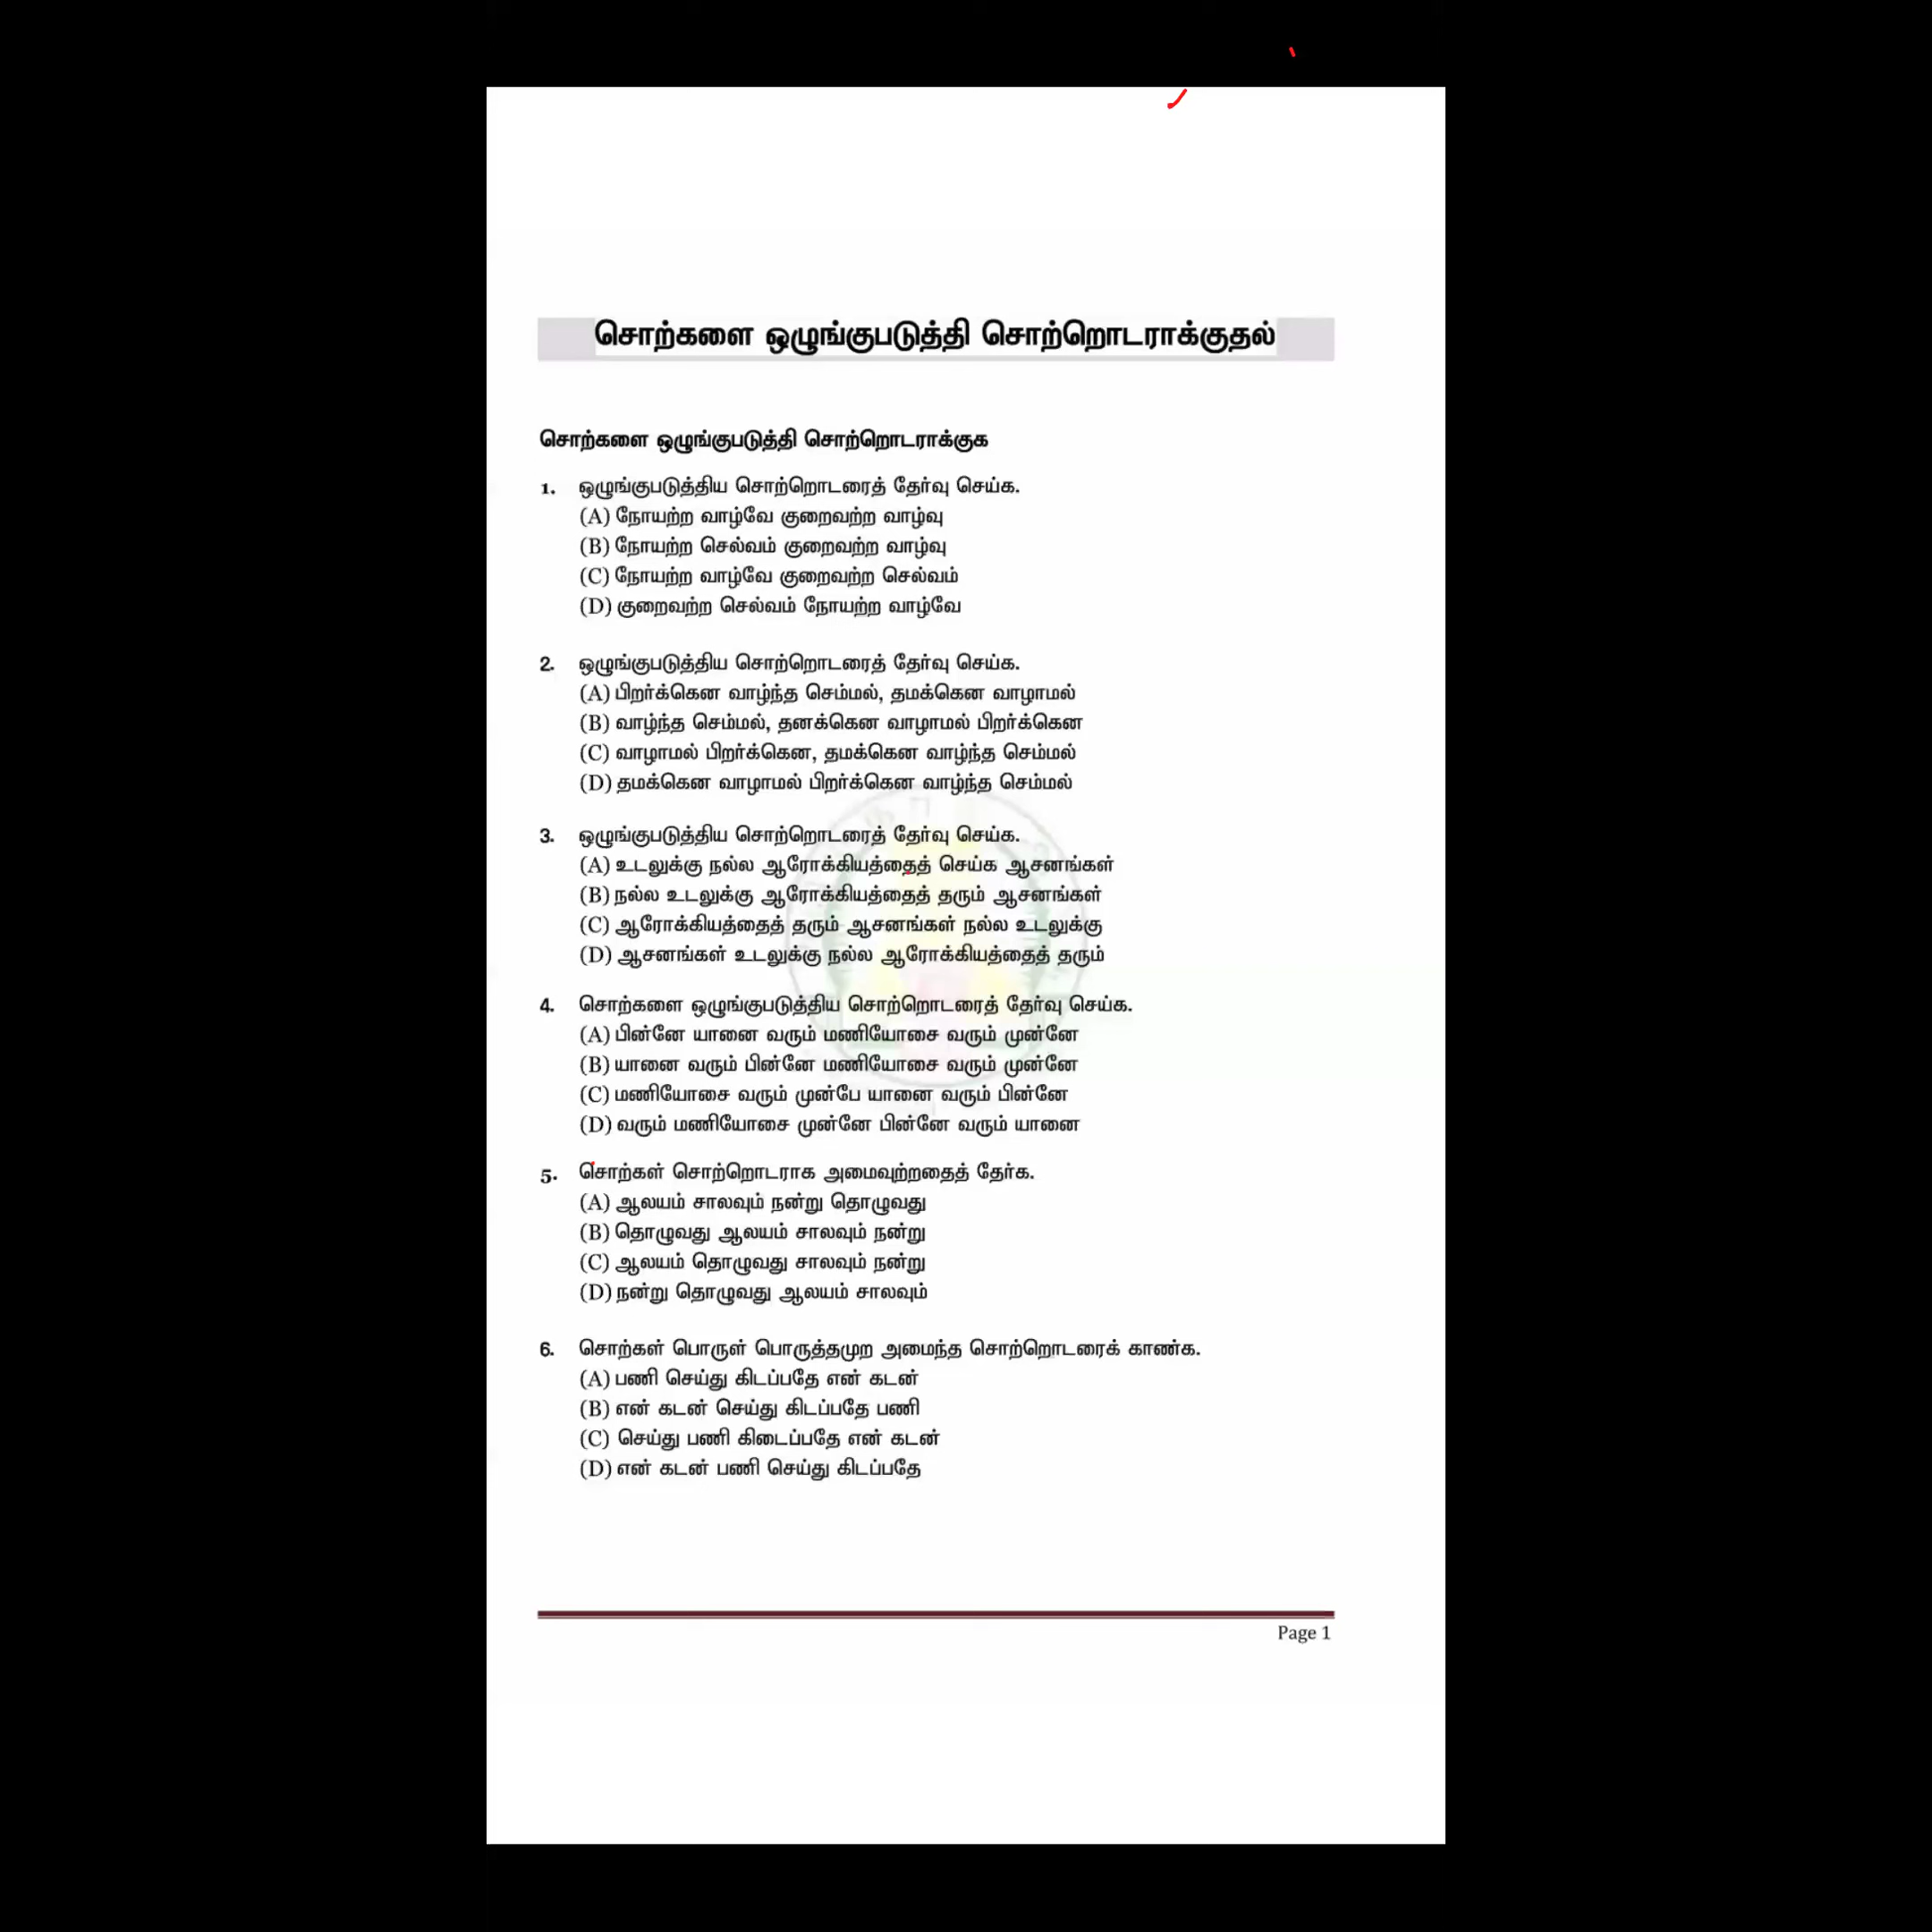 சொற்களை ஒழுங்குபடுத்தி சொற்றொடராக்குதல்
சொற்களை ஒழுங்குபடுத்தி சொற்றொடராக்குக
1. ஒழுங்குபடுத்திய சொற்றொடரைத் தேர்வு செய்க.
(A) நோயற்ற வாழ்வே குறைவற்ற வாழ்வு
(B) நோயற்ற செல்வம் குறைவற்ற வாழ்வு
(C) நோயற்ற வாழ்வே குறைவற்ற செல்வம்
(D) குறைவற்ற செல்வம் நோயற்ற வாழ்வே
2. ஒழுங்குபடுத்திய சொற்றொடரைத் தேர்வு செய்க.
(A) பிறர்க்கென வாழ்ந்த செம்மல், தமக்கென வாழாமல்
(B) வாழ்ந்த செம்மல், தனக்கென வாழாமல் பிறர்க்கென
(C) வாழாமல் பிறர்க்கென, தமக்கென வாழ்ந்த செம்மல்
(D) தமக்கென வாழாமல் பிறர்க்கென வாழ்ந்த செம்மல்
3. ஒழுங்குபடுத்திய சொற்றொடரைத் தேர்வு செய்க.
(A) உடலுக்கு நல்ல ஆரோக்கியத்தைத் செய்க ஆசனங்கள்
(B) நல்ல உடலுக்கு ஆரோக்கியத்தைத் தரும் ஆசனங்கள்
(C) ஆரோக்கியத்தைத் தரும் ஆசனங்கள் நல்ல உடலுக்கு
(D) ஆசனங்கள் உடலுக்கு நல்ல ஆரோக்கியத்தைத் தரும்
4. சொற்களை ஒழுங்குபடுத்திய சொற்றொடரைத் தேர்வு செய்க.
(A) பின்னே யானை வரும் மணியோசை வரும் முன்னே
(B) யானை வரும் பின்னே மணியோசை வரும் முன்னே
(C) மணியோசை வரும் முன்பே யானை வரும் பின்னே
(D) வரும் மணியோசை முன்னே பின்னே வரும் யானை
5. சொற்கள் சொற்றொடராக அமைவுற்றதைத் தேர்க.
(A) ஆலயம் சாலவும் நன்று தொழுவது
(B) தொழுவது ஆலயம் சாலவும் நன்று
(C) ஆலயம் தொழுவது சாலவும் நன்று
(D) நன்று தொழுவது ஆலயம் சாலவும்
6. சொற்கள் பொருள் பொருத்தமுற அமைந்த சொற்றொடரைக் காண்க.
(A) பணி செய்து கிடப்பதே என் கடன்
(B) என் கடன் செய்து கிடப்பதே பணி
(C) செய்து பணி கிடைப்பதே என் கடன்
(D) என் கடன் பணி செய்து கிடப்பதே
Page 1